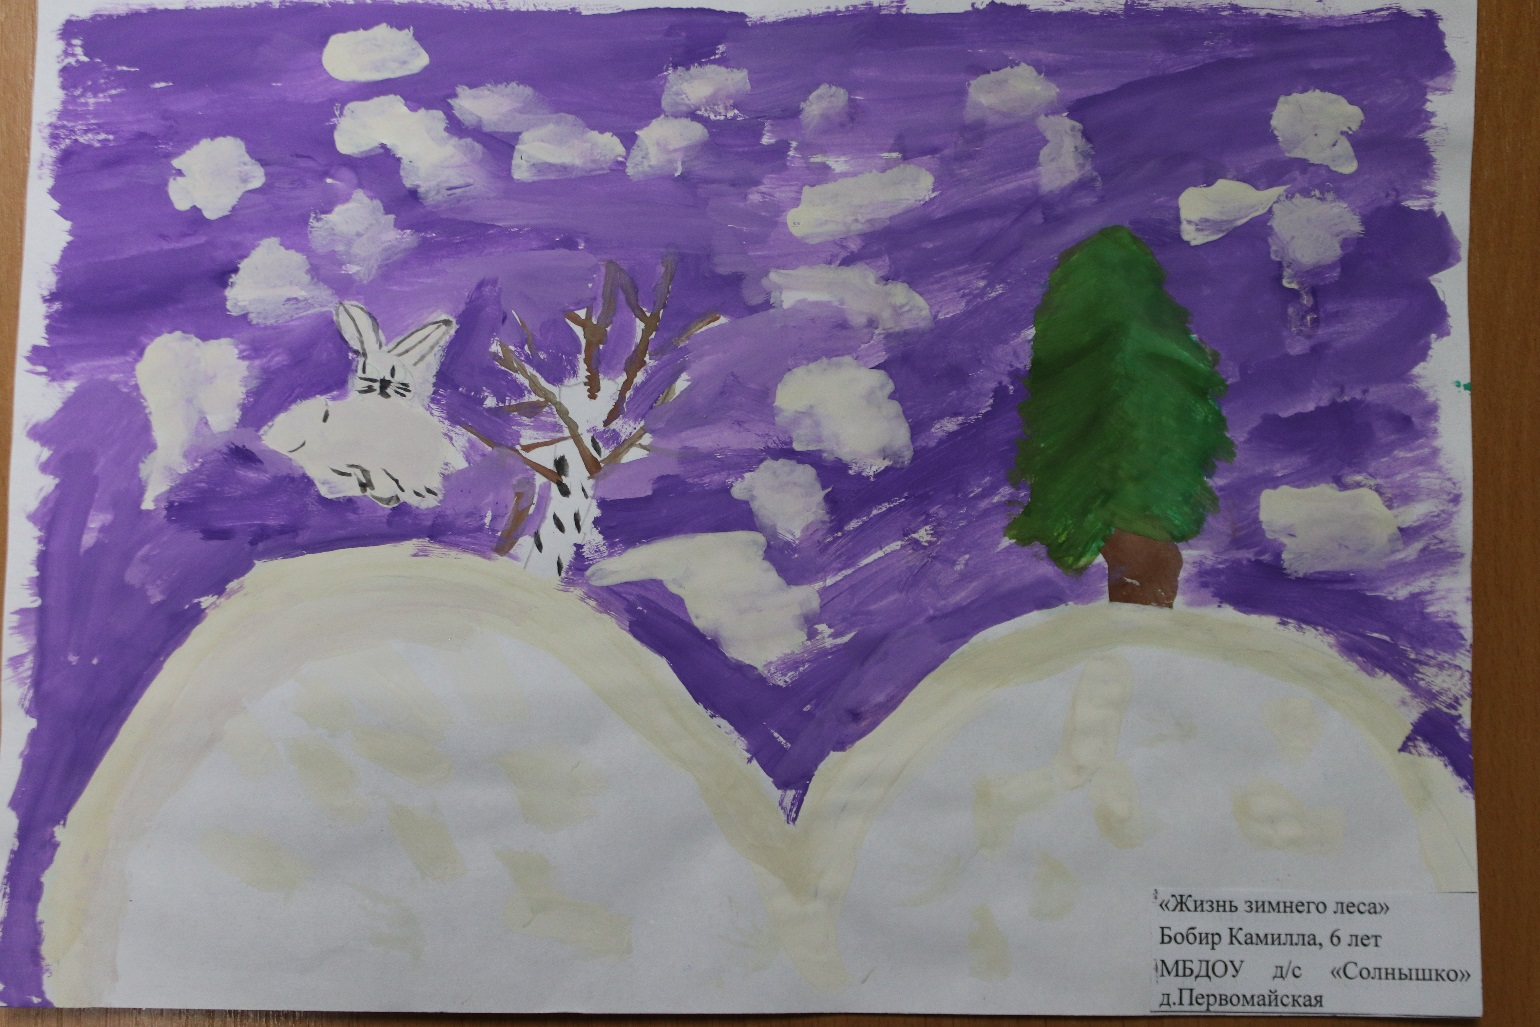 «Жизнь зимнего леса»
Бобир Камилла, 6 лет
МБДОУ д/с «Солнышко»
д.Первомайская